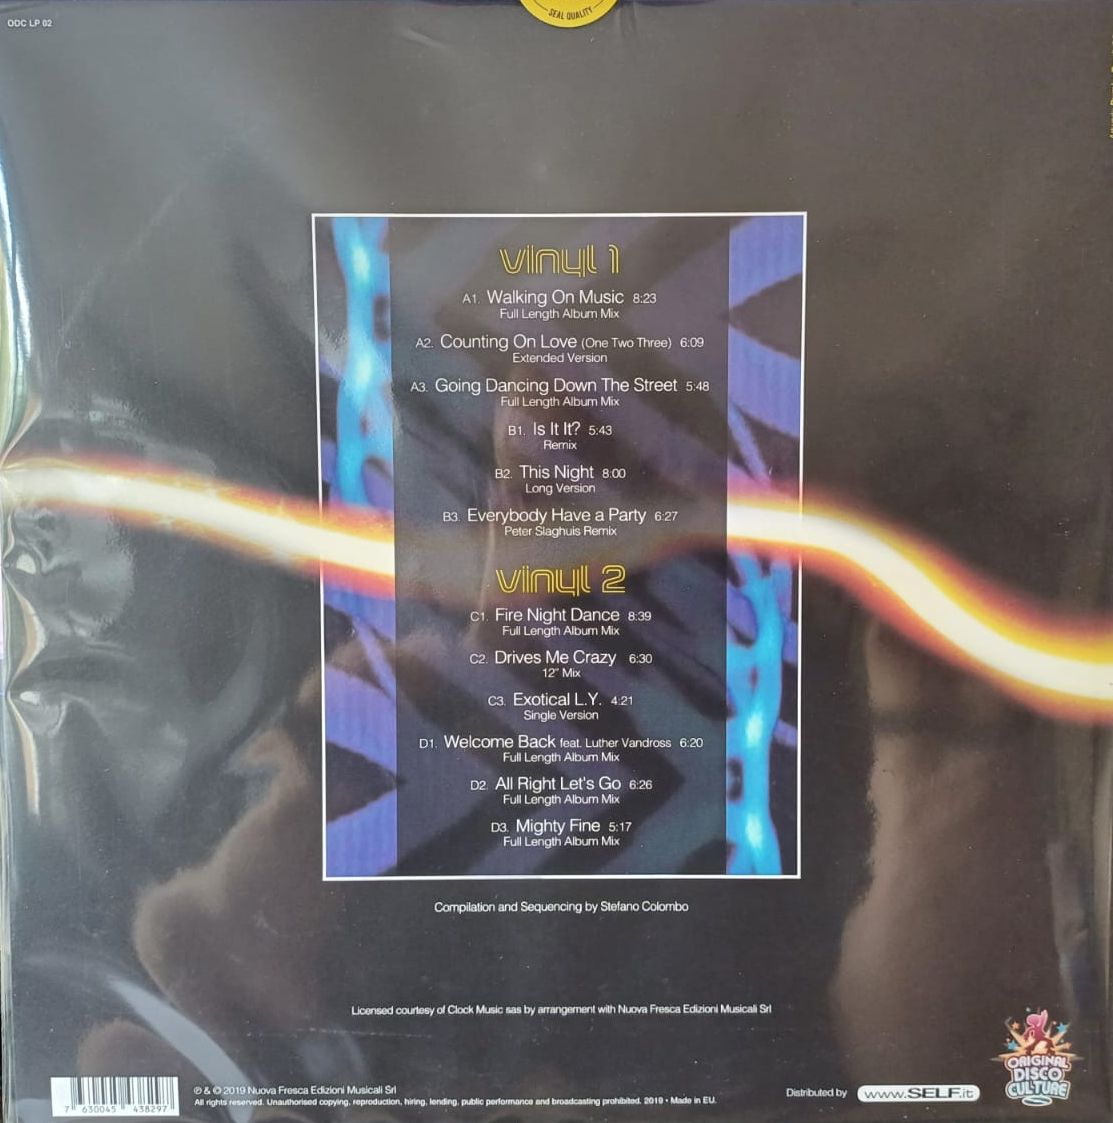 SEAL QUALITY
ODC LP 02
vinyl 1
A1. Walking On Music 8:23
Full Length Album Mix
A2. Counting On Love (One Two Three) 6:09
Extended Version
A3. Going Dancing Down The Street 5:48
Full Length Album Mix
B1. Is It It? 5:43
Remix
B2. This Night 8:00
Long Version
B3. Everybody Have a Party 6:27
Peter Slaghuis Remix
vinyl 2
C1. Fire Night Dance 8:39
Full Length Album Mix
C2. Drives Me Crazy 6:30
12" Mix
C3. Exotical L.Y. 4:21
Single Version
D1. Welcome Back feat. Luther Vandross 6:20
Full Length Album Mix
D2. All Right Let's Go 6:26
Full Length Album Mix
D3. Mighty Fine 5:17
Full Length Album Mix
Compilation and Sequencing by Stefano Colombo
Licensed courtesy of Clock Music sas by arrangement with Nuova Fresca Edizioni Musicali Srl
7 630045 438297
℗ & © 2019 Nuova Fresca Edizioni Musicali Srl
All rights reserved. Unauthorised copying, reproduction, hiring, lending, public performance and broadcasting prohibited. 2019 • Made in EU.
Distributed by www.SELF.it
ORIGINAL
DISCO
CULTURE